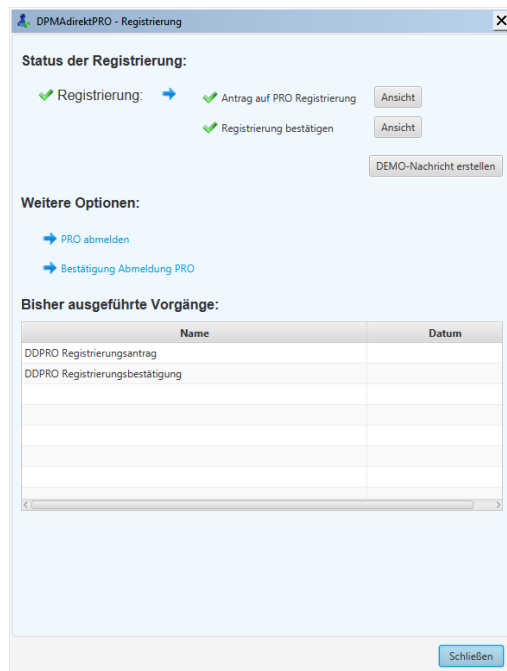 DPMAdirektPRO - Registrierung
Status der Registrierung:
Registrierung:
Antrag auf PRO Registrierung
Ansicht
Registrierung bestätigen
Ansicht
DEMO-Nachricht erstellen
Weitere Optionen:
PRO abmelden
Bestätigung Abmeldung PRO
Bisher ausgeführte Vorgänge:
Name Datum
DDPRO Registrierungsantrag
DDPRO Registrierungsbestätigung
Schließen